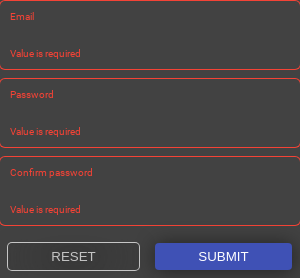 Email
Value is required
Password
Value is required
Confirm password
Value is required
RESET SUBMIT